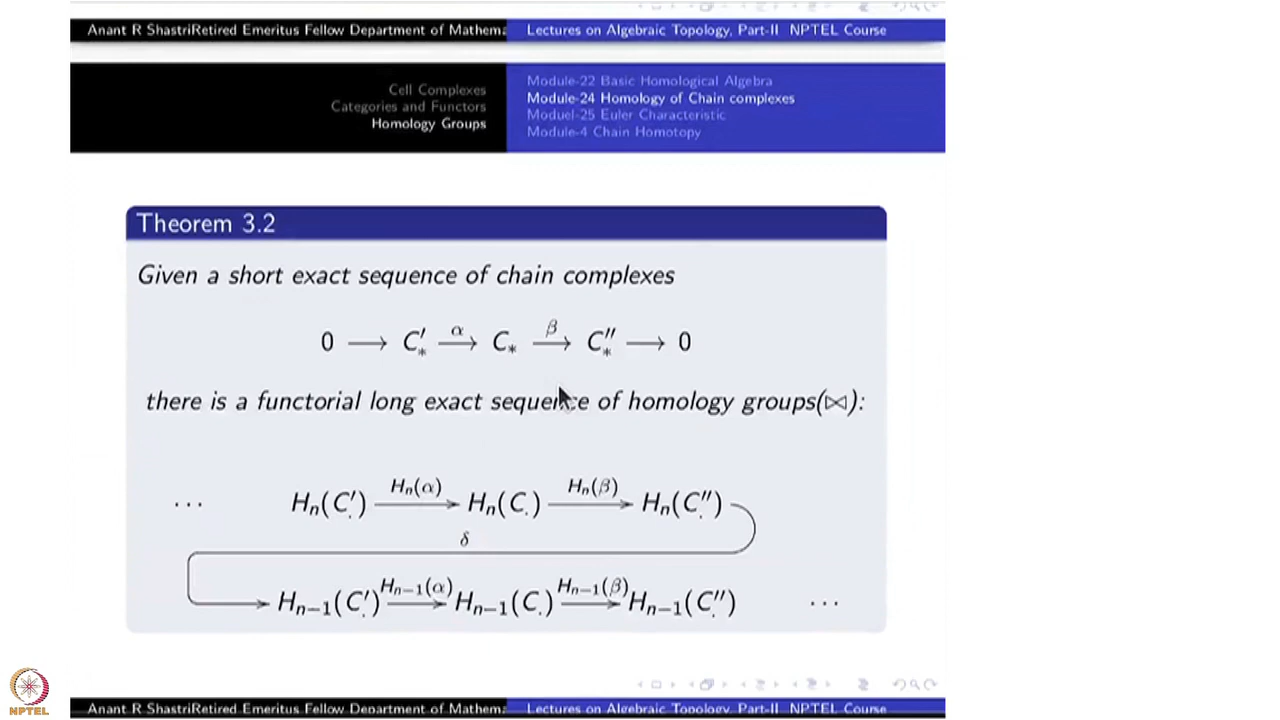 Anant R ShastriRetired Emeritus Fellow Department of Mathema Lectures on Algebraic Topology, Part-II NPTEL Course
Cell Complexes
Categories and Functors
Homology Groups
Module-22 Basic Homological Algebra
Module-24 Homology of Chain complexes
Moduel-25 Euler Characteristic
Module-4 Chain Homotopy
Theorem 3.2
Given a short exact sequence of chain complexes
0 ⟶ C′_* ⟶^α C_* ⟶^β C″_* ⟶ 0
there is a functorial long exact sequence of homology groups(⋈):
··· H_n(C′_.) ⟶^{H_n(α)} H_n(C_.) ⟶^{H_n(β)} H_n(C″_.)
δ
H_{n−1}(C′_.) ⟶^{H_{n−1}(α)} H_{n−1}(C_.) ⟶^{H_{n−1}(β)} H_{n−1}(C″_.) ···
NPTEL
Anant R ShastriRetired Emeritus Fellow Department of Mathema Lectures on Algebraic Topology, Part-II NPTEL Course